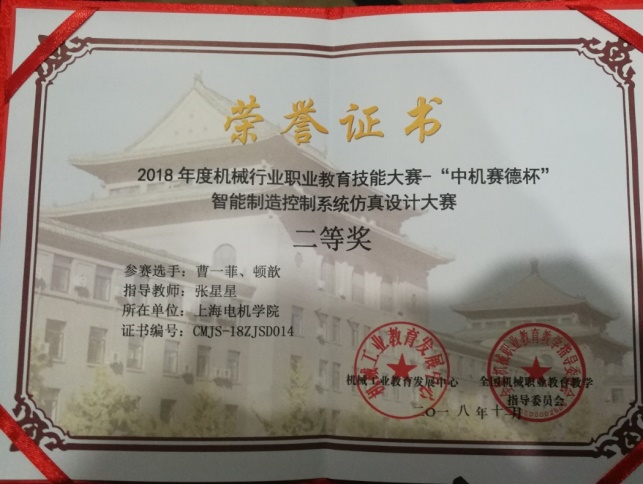 荣誉证书
2018 年度机械行业职业教育技能大赛-“中机赛德杯”
智能制造控制系统仿真设计大赛
二等奖
参赛选手：曹一菲、顿歆
指导教师：张星星
所在单位：上海电机学院
证书编号：CMJS-18ZJSD014
机械工业教育发展中心
全国机械职业教育教学
指导委员会
二〇一八年十二月